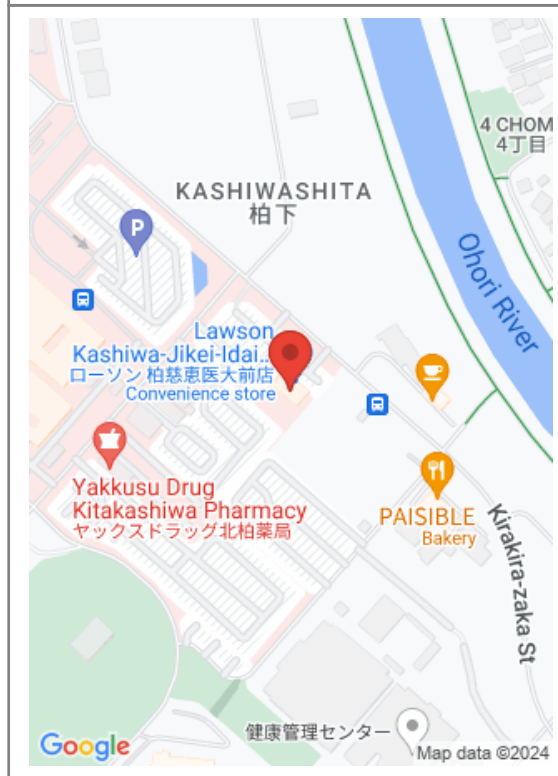 4 CHOM
4丁目
KASHIWASHITA
柏下
P
Ohori River
Lawson
Kashiwa-Jikei-Idai...
ローソン 柏慈恵医大前店
Convenience store
Yakkusu Drug
Kitakashiwa Pharmacy
ヤックスドラッグ北柏薬局
PAISIBLE
Bakery
Kirakira-zaka St
健康管理センター
Google
Map data ©2024